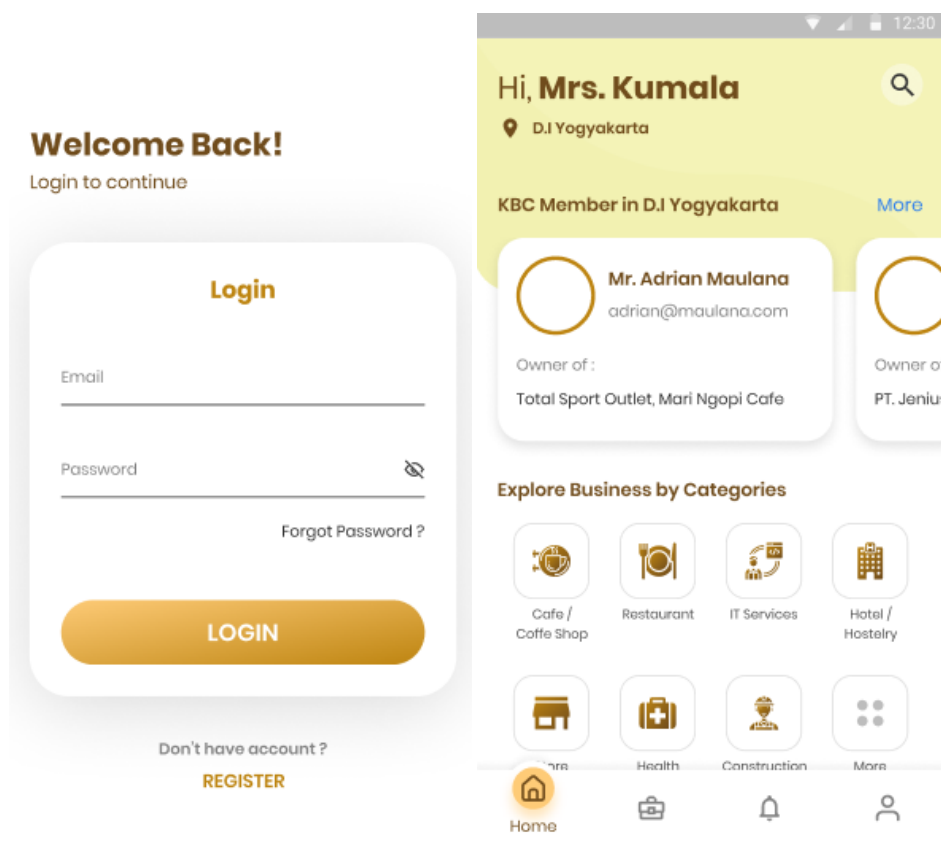 Welcome Back!
Login to continue
Login
Email
Password
Forgot Password ?
LOGIN
Don't have account ?
REGISTER
12:30
Hi, Mrs. Kumala
D.I Yogyakarta
KBC Member in D.I Yogyakarta
More
Mr. Adrian Maulana
adrian@maulana.com
Owner of :
Total Sport Outlet, Mari Ngopi Cafe
Owner
PT. 
Explore Business by Categories
Cafe /
Coffe Shop
Restaurant
IT Services
Hotel /
Hostelry
Health
Construction
More
Home